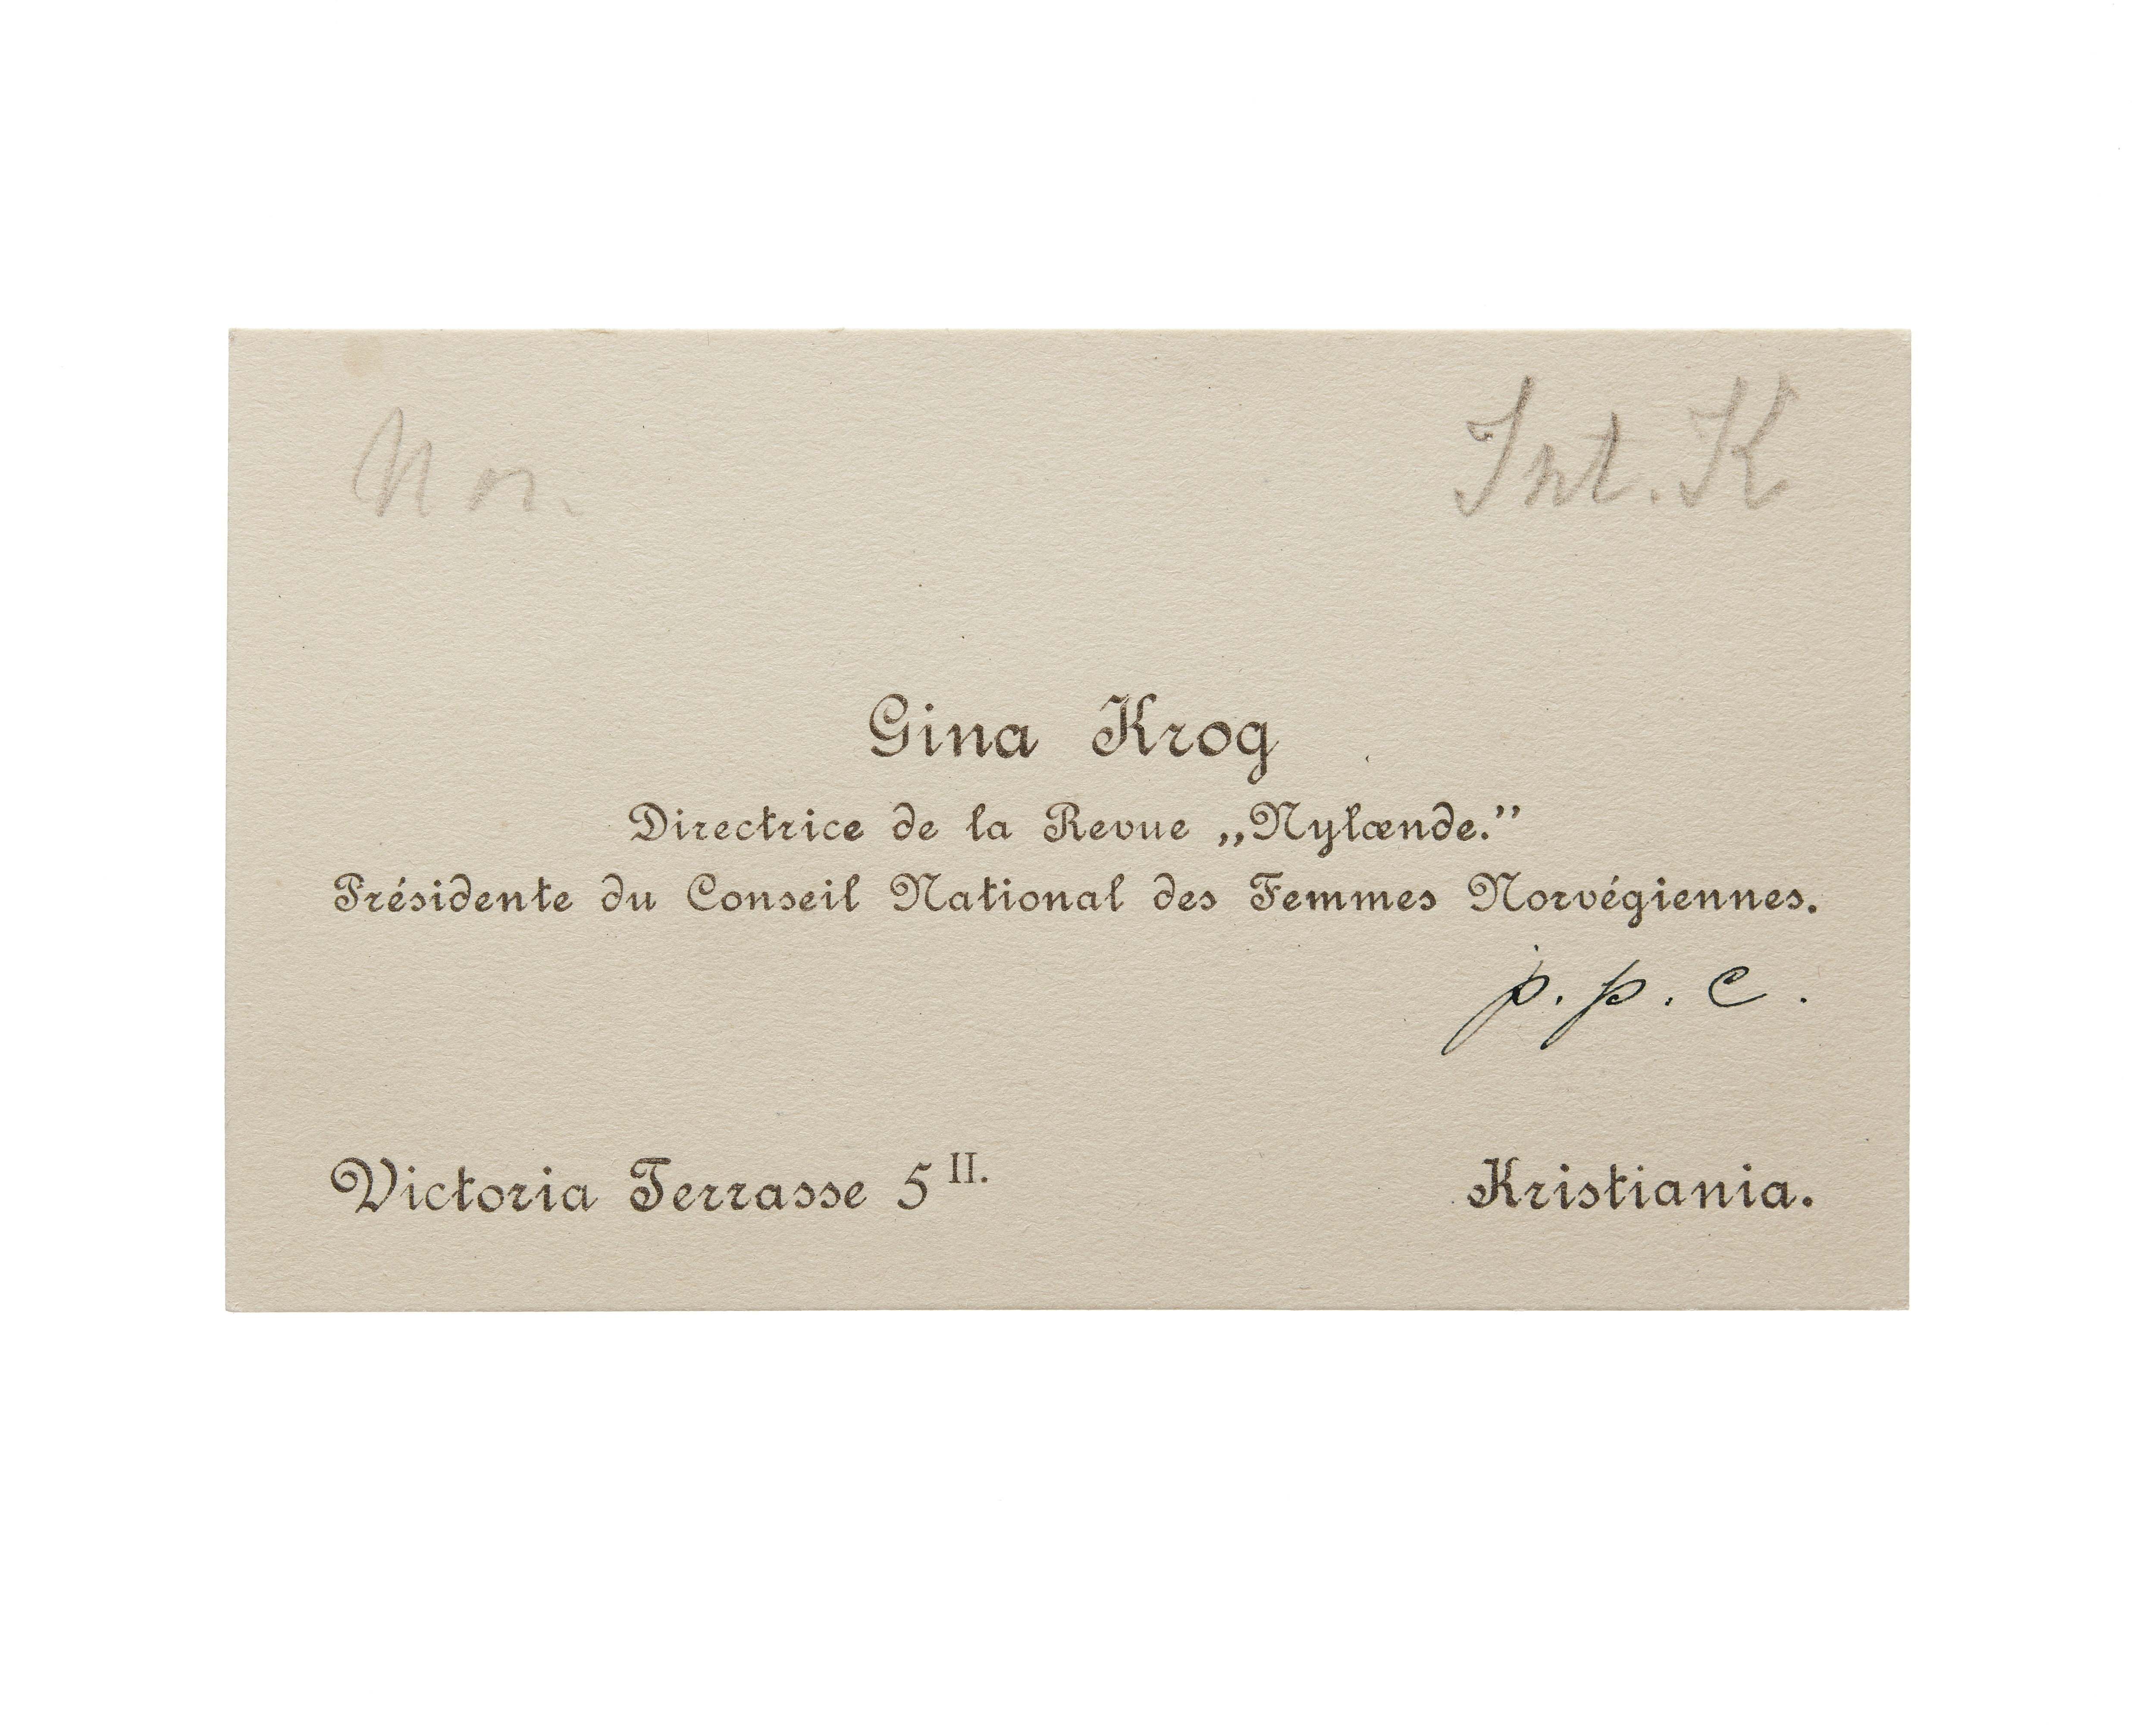 Nor. Int. K
Gina Krog
Directrice de la Revue „Nylænde.”
Présidente du Conseil National des Femmes Norvégiennes.
p. p. c.
Victoria Terrasse 5 II. Kristiania.